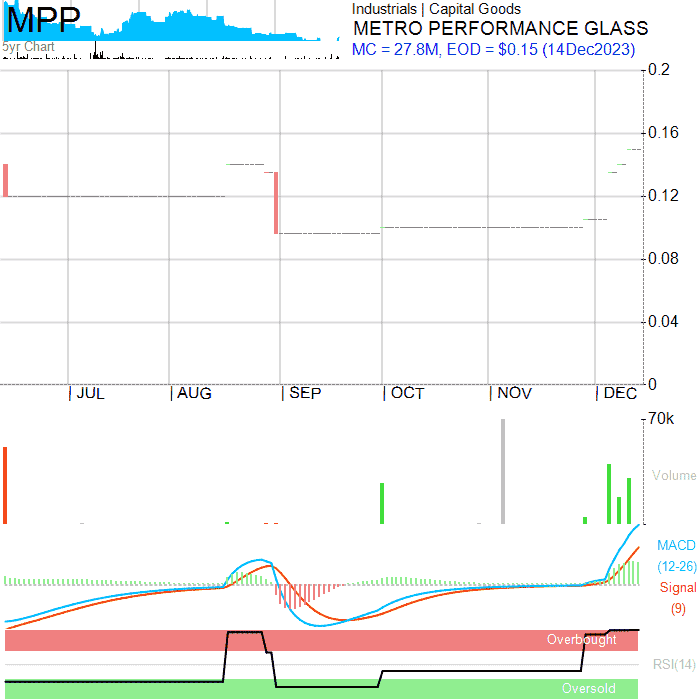 MPP
5yr Chart
Industrials | Capital Goods
METRO PERFORMANCE GLASS
MC = 27.8M, EOD = $0.15 (14Dec2023)
0.2
0.16
0.12
0.08
0.04
0
JUL
AUG
SEP
OCT
NOV
DEC
70k
Volume
MACD
(12-26)
Signal
(9)
Overbought
RSI(14)
Oversold